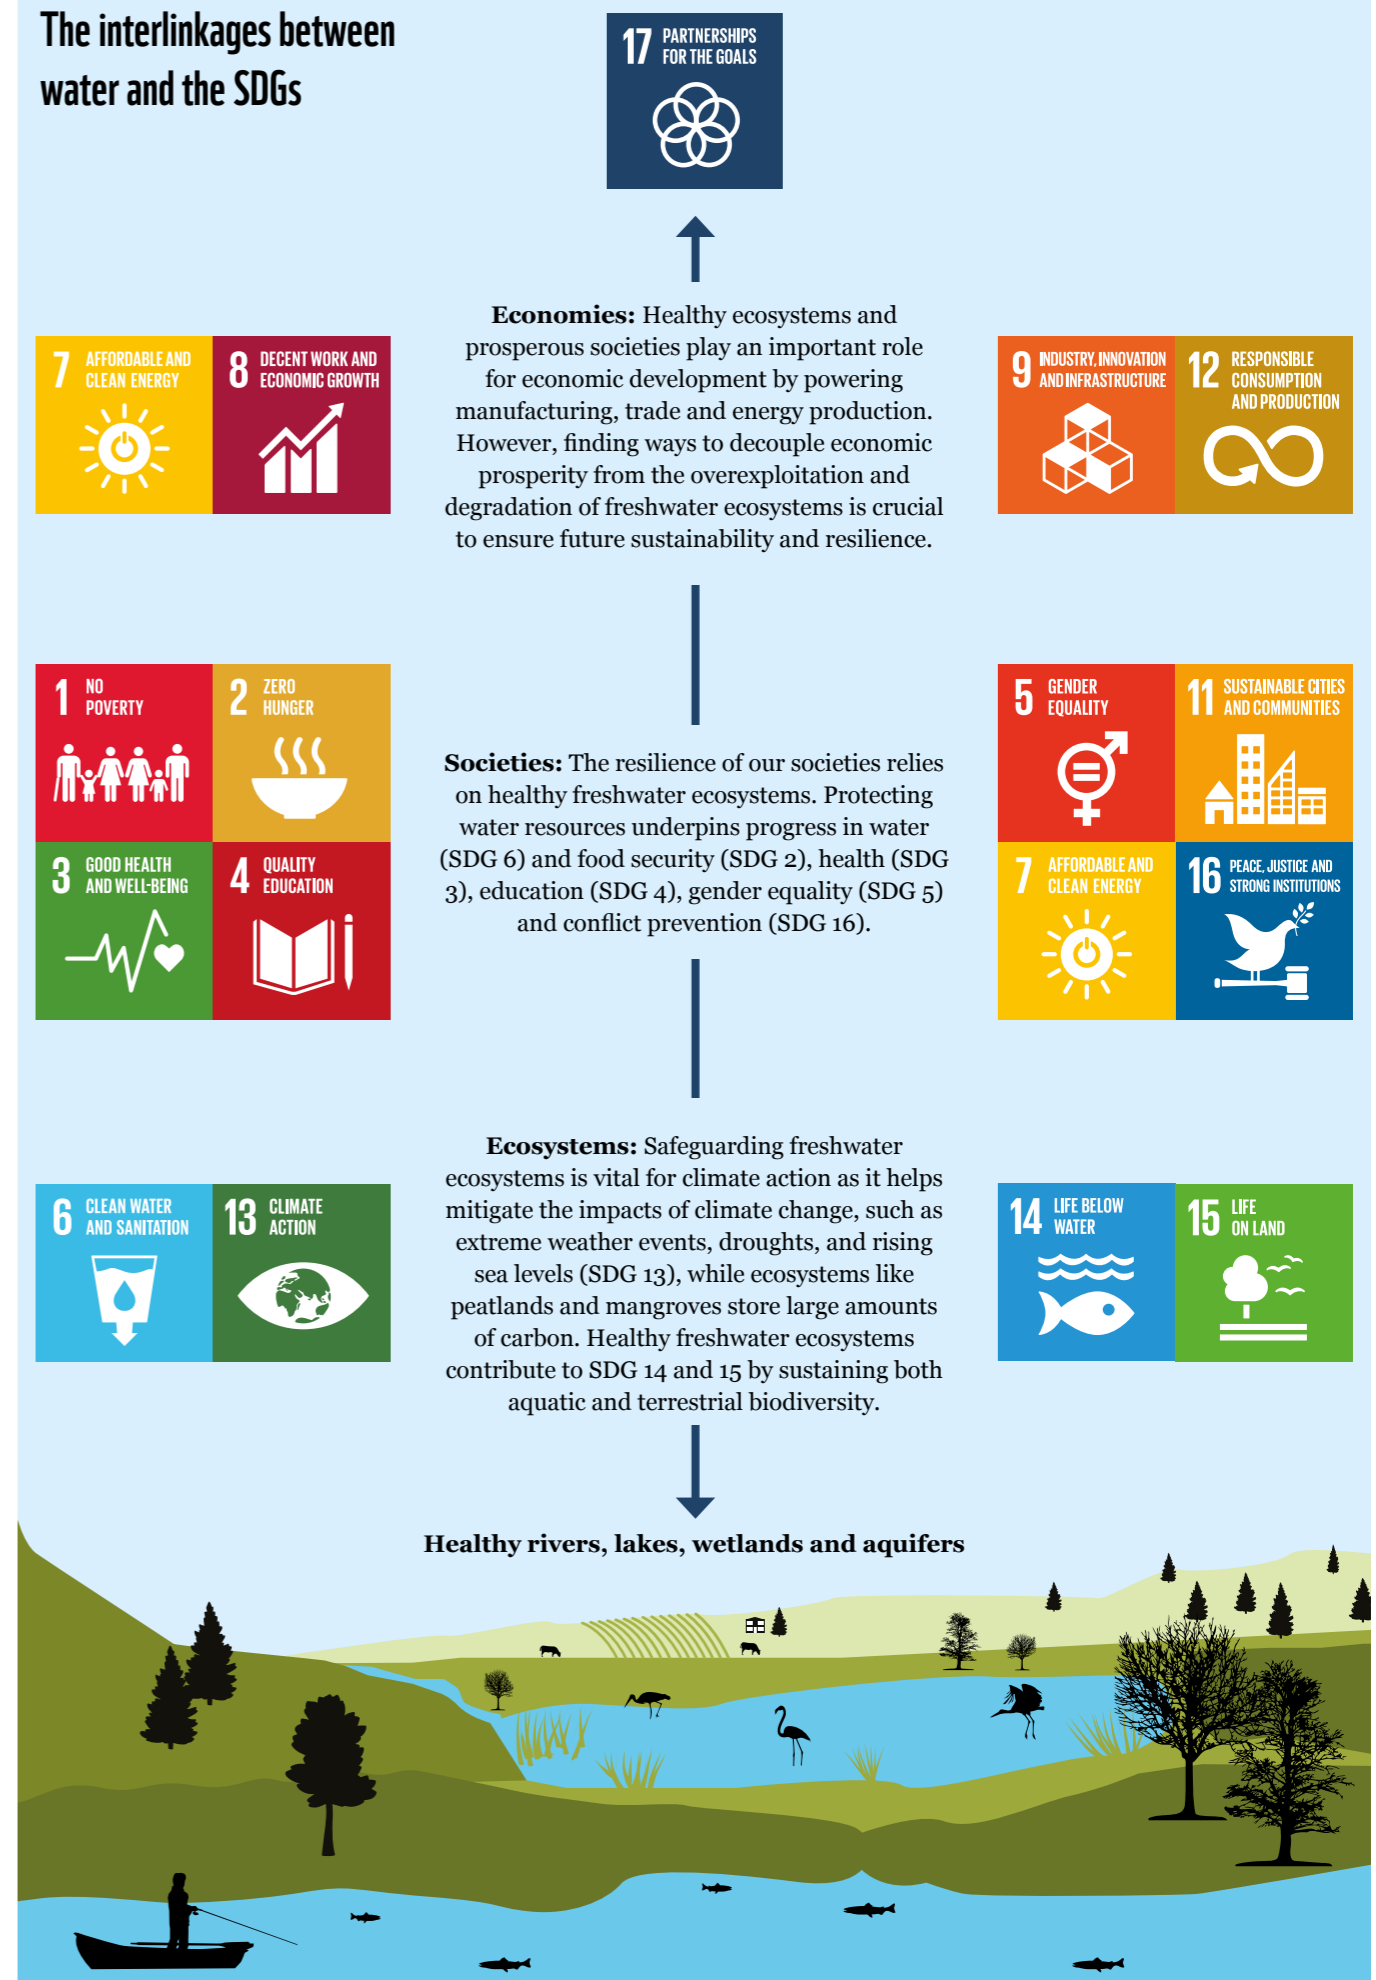 The interlinkages between
water and the SDGs
17 PARTNERSHIPS
FOR THE GOALS
Economies: Healthy ecosystems and
prosperous societies play an important role
for economic development by powering
manufacturing, trade and energy production.
However, finding ways to decouple economic
prosperity from the overexploitation and
degradation of freshwater ecosystems is crucial
to ensure future sustainability and resilience.
7 AFFORDABLE AND
CLEAN ENERGY
8 DECENT WORK AND
ECONOMIC GROWTH
9 INDUSTRY, INNOVATION
AND INFRASTRUCTURE
12 RESPONSIBLE
CONSUMPTION
AND PRODUCTION
1 NO
POVERTY
2 ZERO
HUNGER
3 GOOD HEALTH
AND WELL-BEING
4 QUALITY
EDUCATION
Societies: The resilience of our societies relies
on healthy freshwater ecosystems. Protecting
water resources underpins progress in water
(SDG 6) and food security (SDG 2), health (SDG
3), education (SDG 4), gender equality (SDG 5)
and conflict prevention (SDG 16).
5 GENDER
EQUALITY
11 SUSTAINABLE CITIES
AND COMMUNITIES
7 AFFORDABLE AND
CLEAN ENERGY
16 PEACE, JUSTICE AND
STRONG INSTITUTIONS
Ecosystems: Safeguarding freshwater
ecosystems is vital for climate action as it helps
mitigate the impacts of climate change, such as
extreme weather events, droughts, and rising
sea levels (SDG 13), while ecosystems like
peatlands and mangroves store large amounts
of carbon. Healthy freshwater ecosystems
contribute to SDG 14 and 15 by sustaining both
aquatic and terrestrial biodiversity.
6 CLEAN WATER
AND SANITATION
13 CLIMATE
ACTION
14 LIFE BELOW
WATER
15 LIFE
ON LAND
Healthy rivers, lakes, wetlands and aquifers